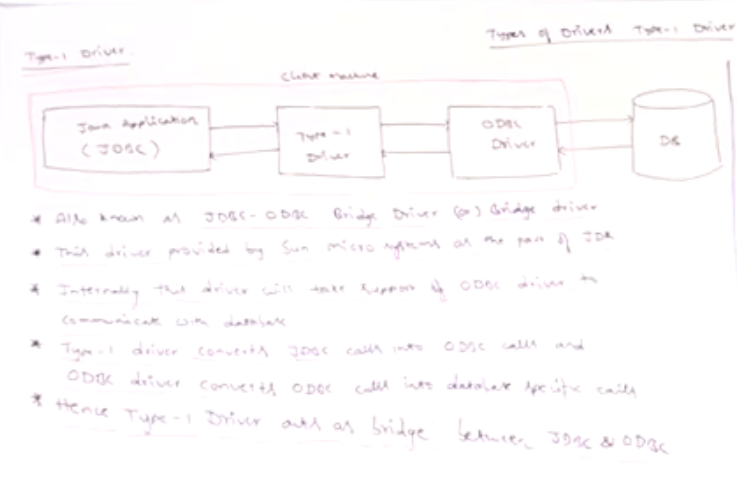 Types of Drivers Type-1 Driver
Type-1 Driver.
Client Machine
Java Application
(JDBC)
Type-1
Driver
ODBC
Driver
DB
* Also known as JDBC-ODBC Bridge Driver (or) Bridge driver
* This driver provided by Sun micro systems as the part of JDK
* Internally this driver will take support of ODBC driver to
communicate with database
* Type-1 driver converts JDBC calls into ODBC calls and
ODBC driver converts ODBC calls into database specific calls
* Hence Type-1 Driver acts as bridge between JDBC & ODBC